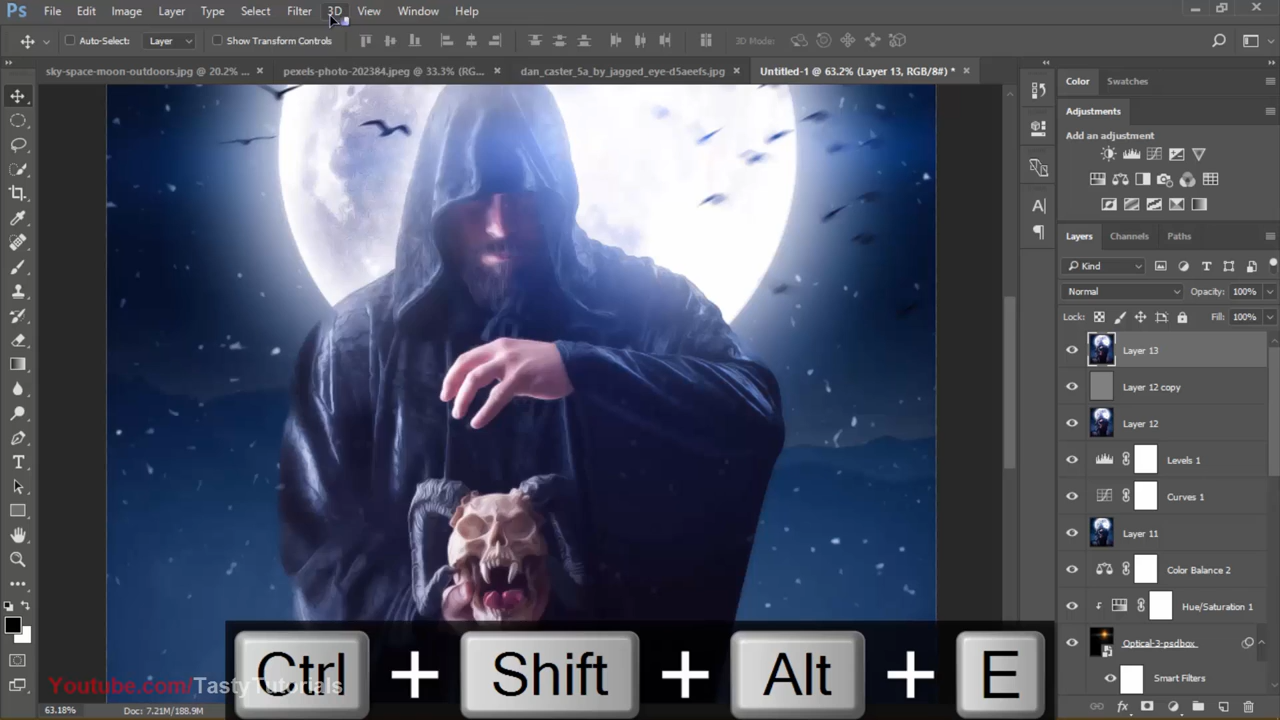 Ps File Edit Image Layer Type Select Filter 3D View Window Help
Auto-Select: Layer Show Transform Controls 3D Mode:
sky-space-moon-outdoors.jpg @ 20.2% ... × pexels-photo-202384.jpeg @ 33.3% (RG... × dan_caster_5a_by_jagged_eye-d5aeefs.jpg × Untitled-1 @ 63.2% (Layer 13, RGB/8#) * ×
Color Swatches
Adjustments
Add an adjustment
Layers Channels Paths
Kind
Normal Opacity: 100%
Lock: Fill: 100%
Layer 13
Layer 12 copy
Layer 12
Levels 1
Curves 1
Layer 11
Color Balance 2
Hue/Saturation 1
Optical-3-psdbox
Smart Filters
Ctrl + Shift + Alt + E
Youtube.com/TastyTutorials
63.18% Doc: 7.21M/188.9M